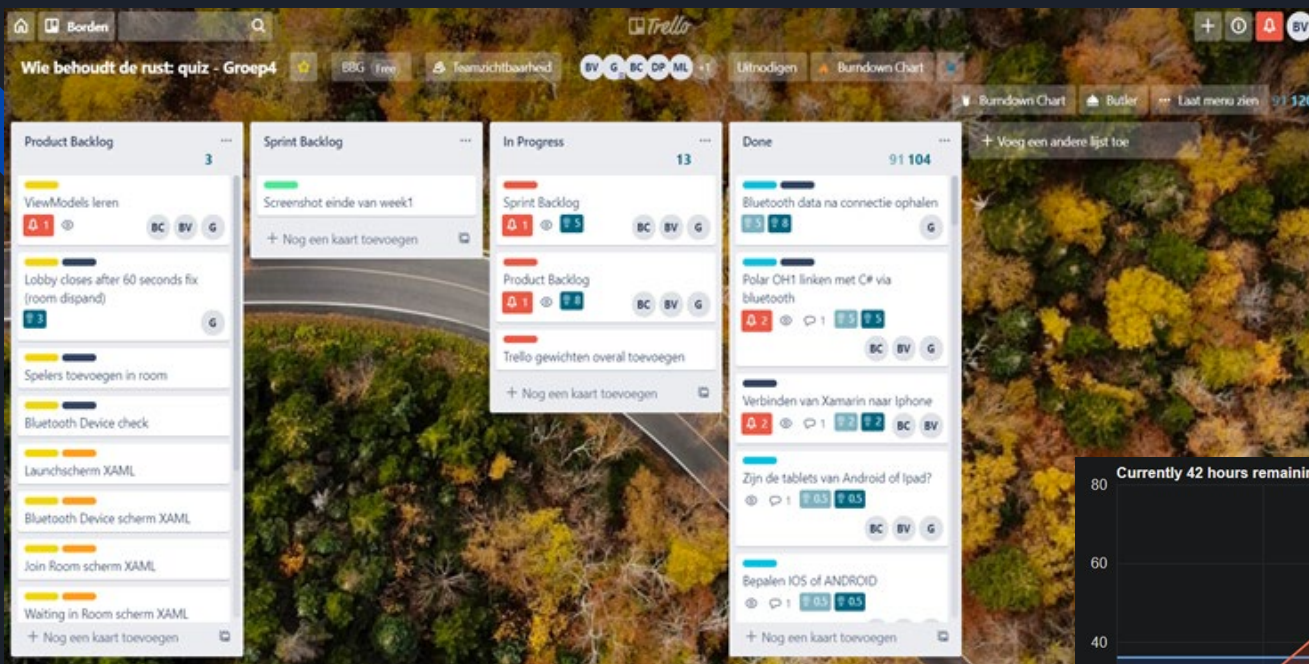 Borden
Trello
BV
Wie behoudt de rust: quiz - Groep4
BBG Free
Teamzichtbaarheid
BV G BC DP ML +1
Uitnodigen
Burndown Chart
Burndown Chart
Butler
... Laat menu zien
91 120
Product Backlog ...
3
ViewModels leren
1 BC BV G
Lobby closes after 60 seconds fix
(room dispand)
3 G
Spelers toevoegen in room
Bluetooth Device check
Launchscherm XAML
Bluetooth Device scherm XAML
Join Room scherm XAML
Waiting in Room scherm XAML
+ Nog een kaart toevoegen
Sprint Backlog ...
Screenshot einde van week1
+ Nog een kaart toevoegen
In Progress ...
13
Sprint Backlog
1 5 BC BV G
Product Backlog
1 8 BC BV G
Trello gewichten overal toevoegen
+ Nog een kaart toevoegen
Done ...
91 104
Bluetooth data na connectie ophalen
5 8 G
Polar OH1 linken met C# via
bluetooth
2 1 5 5
BC BV G
Verbinden van Xamarin naar Iphone
2 1 2 2 BC BV
Zijn de tablets van Android of Ipad?
1 0.5 0.5
BC BV G
Bepalen IOS of ANDROID
1 0.5 0.5
+ Nog een kaart toevoegen
+ Voeg een andere lijst toe
Currently 42 hours remainin
80
60
40